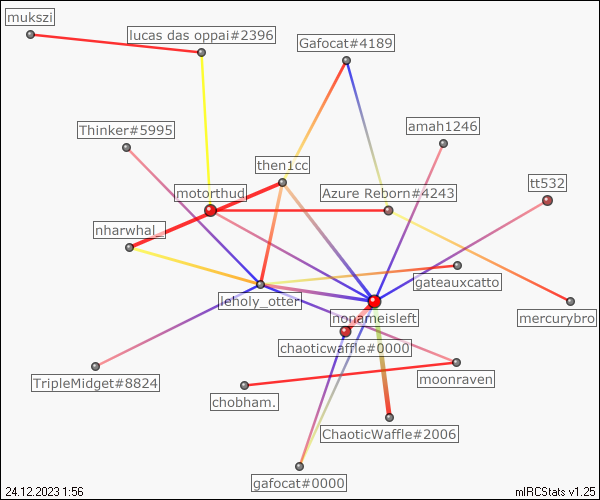 mukszi
lucas das oppai#2396
Gafocat#4189
Thinker#5995
amah1246
then1cc
motorthud
Azure Reborn#4243
tt532
nharwhal_
gateauxcatto
leholy_otter
nonameisleft
mercurybro
chaoticwaffle#0000
TripleMidget#8824
moonraven
chobham.
ChaoticWaffle#2006
gafocat#0000
24.12.2023 1:56
mIRCStats v1.25